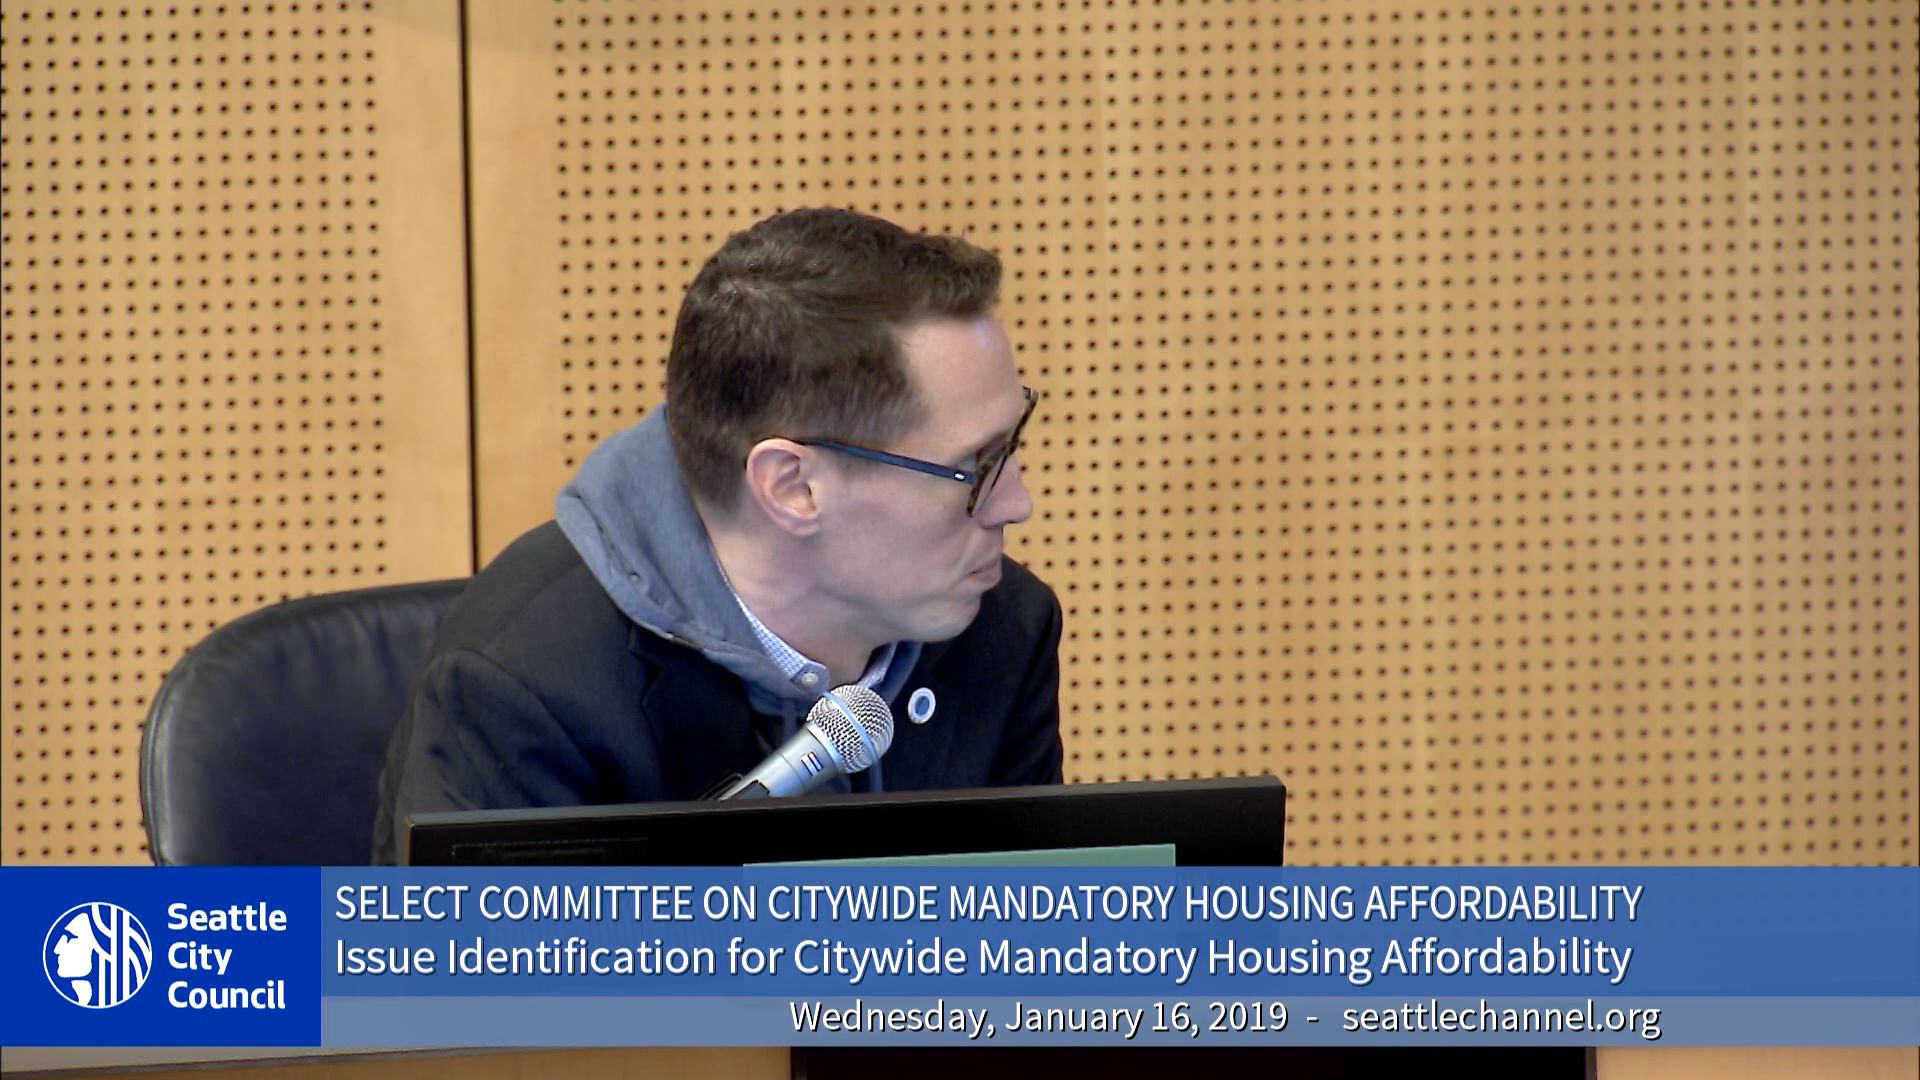 Seattle
City
Council
SELECT COMMITTEE ON CITYWIDE MANDATORY HOUSING AFFORDABILITY
Issue Identification for Citywide Mandatory Housing Affordability
Wednesday, January 16, 2019 - seattlechannel.org